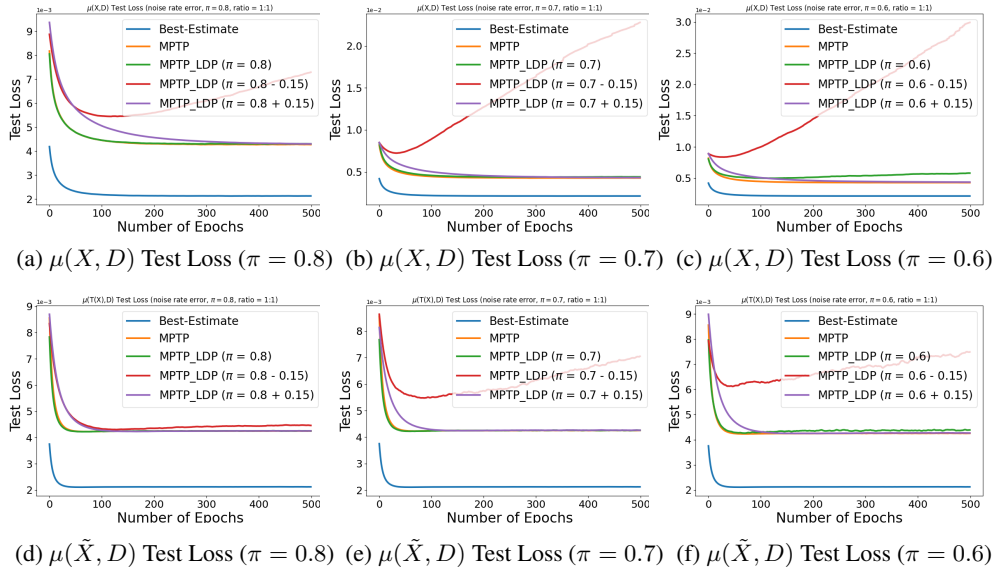 μ(X,D) Test Loss (noise rate error, π = 0.8, ratio = 1:1)
1e−3
Test Loss
9
8
7
6
5
4
3
2
0 100 200 300 400 500
Number of Epochs
Best-Estimate
MPTP
MPTP_LDP (π = 0.8)
MPTP_LDP (π = 0.8 - 0.15)
MPTP_LDP (π = 0.8 + 0.15)
(a) μ(X, D) Test Loss (π = 0.8)
μ(X,D) Test Loss (noise rate error, π = 0.7, ratio = 1:1)
1e−2
Test Loss
2.0
1.5
1.0
0.5
0 100 200 300 400 500
Number of Epochs
Best-Estimate
MPTP
MPTP_LDP (π = 0.7)
MPTP_LDP (π = 0.7 - 0.15)
MPTP_LDP (π = 0.7 + 0.15)
(b) μ(X, D) Test Loss (π = 0.7)
μ(X,D) Test Loss (noise rate error, π = 0.6, ratio = 1:1)
1e−2
Test Loss
3.0
2.5
2.0
1.5
1.0
0.5
0 100 200 300 400 500
Number of Epochs
Best-Estimate
MPTP
MPTP_LDP (π = 0.6)
MPTP_LDP (π = 0.6 - 0.15)
MPTP_LDP (π = 0.6 + 0.15)
(c) μ(X, D) Test Loss (π = 0.6)
μ(T(X),D) Test Loss (noise rate error, π = 0.8, ratio = 1:1)
1e−3
Test Loss
9
8
7
6
5
4
3
2
0 100 200 300 400 500
Number of Epochs
Best-Estimate
MPTP
MPTP_LDP (π = 0.8)
MPTP_LDP (π = 0.8 - 0.15)
MPTP_LDP (π = 0.8 + 0.15)
(d) μ(X̃, D) Test Loss (π = 0.8)
μ(T(X),D) Test Loss (noise rate error, π = 0.7, ratio = 1:1)
1e−3
Test Loss
8
7
6
5
4
3
2
0 100 200 300 400 500
Number of Epochs
Best-Estimate
MPTP
MPTP_LDP (π = 0.7)
MPTP_LDP (π = 0.7 - 0.15)
MPTP_LDP (π = 0.7 + 0.15)
(e) μ(X̃, D) Test Loss (π = 0.7)
μ(T(X),D) Test Loss (noise rate error, π = 0.6, ratio = 1:1)
1e−3
Test Loss
9
8
7
6
5
4
3
2
0 100 200 300 400 500
Number of Epochs
Best-Estimate
MPTP
MPTP_LDP (π = 0.6)
MPTP_LDP (π = 0.6 - 0.15)
MPTP_LDP (π = 0.6 + 0.15)
(f) μ(X̃, D) Test Loss (π = 0.6)